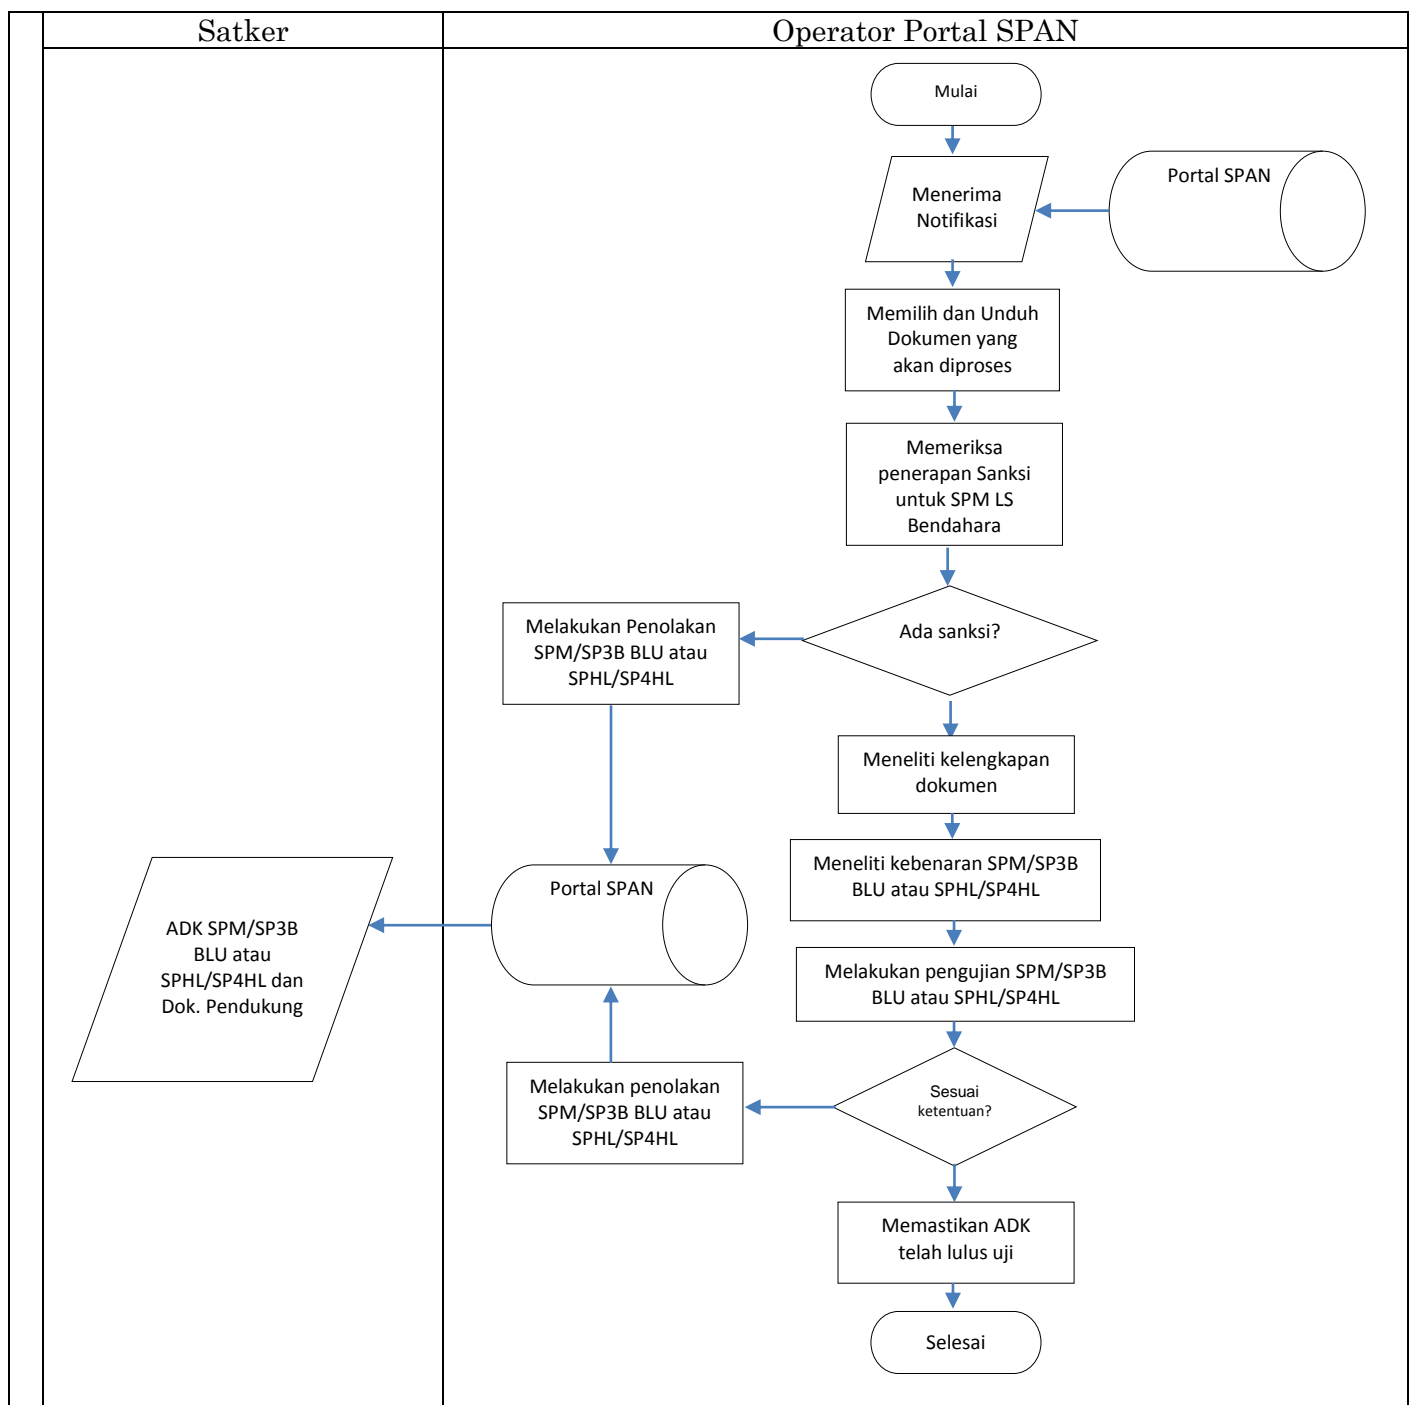 Satker
Operator Portal SPAN
Mulai
Portal SPAN
Menerima
Notifikasi
Memilih dan Unduh
Dokumen yang
akan diproses
Memeriksa
penerapan Sanksi
untuk SPM LS
Bendahara
Ada sanksi?
Melakukan Penolakan
SPM/SP3B BLU atau
SPHL/SP4HL
Meneliti kelengkapan
dokumen
Meneliti kebenaran SPM/SP3B
BLU atau SPHL/SP4HL
Portal SPAN
ADK SPM/SP3B
BLU atau
SPHL/SP4HL dan
Dok. Pendukung
Melakukan pengujian SPM/SP3B
BLU atau SPHL/SP4HL
Sesuai
ketentuan?
Melakukan penolakan
SPM/SP3B BLU atau
SPHL/SP4HL
Memastikan ADK
telah lulus uji
Selesai